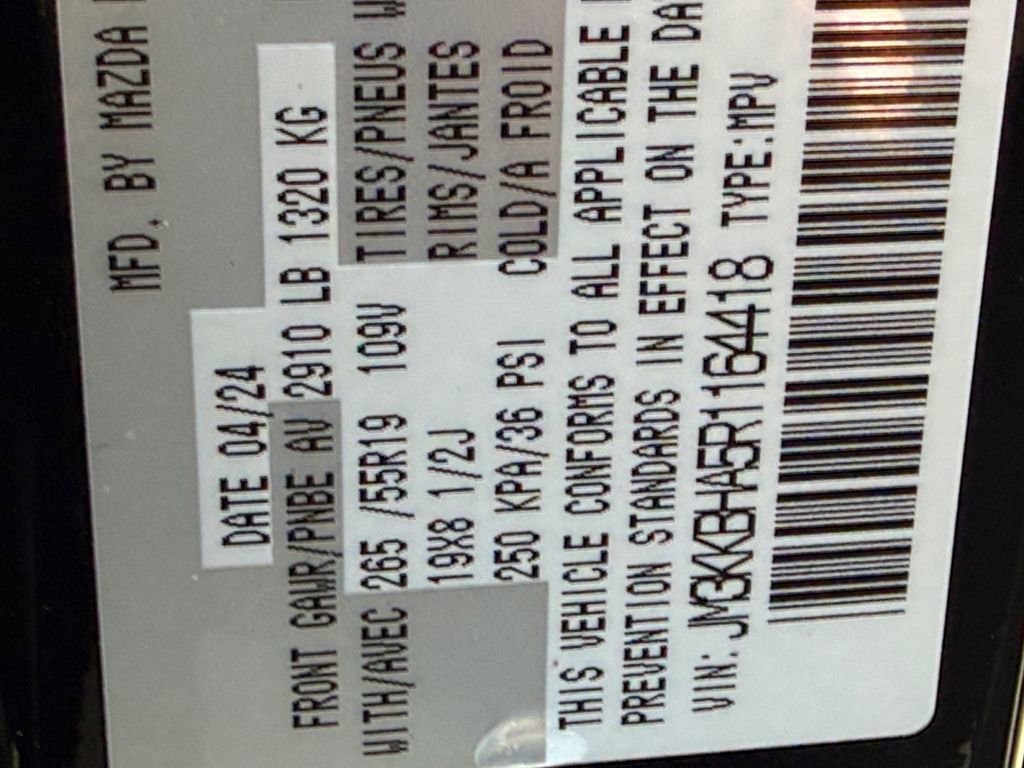 MFD. BY MAZDA
DATE 04/24
FRONT GAWR/PNBE AV 2910 LB 1320 KG
WITH/AVEC 265 /55R19 109V TIRES/PNEUS
19X8 1/2J RIMS/JANTES
250 KPA/36 PSI COLD/A FROID
THIS VEHICLE CONFORMS TO ALL APPLICABLE
PREVENTION STANDARDS IN EFFECT ON THE DA
VIN: JM3KKBHA5R1164418 TYPE:MPV